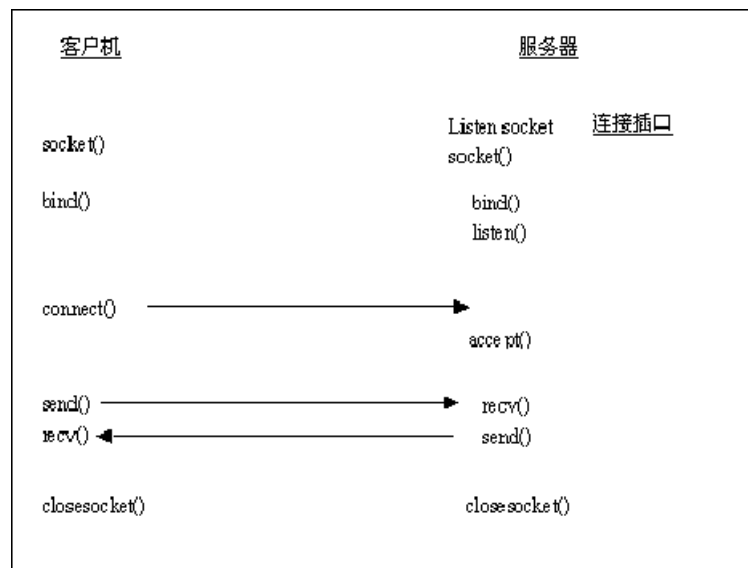 客户机
服务器
Listen socket
连接插口
socket()
socket()
bind()
bind()
listen()
connect()
accept()
send()
recv()
recv()
send()
closesocket()
closesocket()